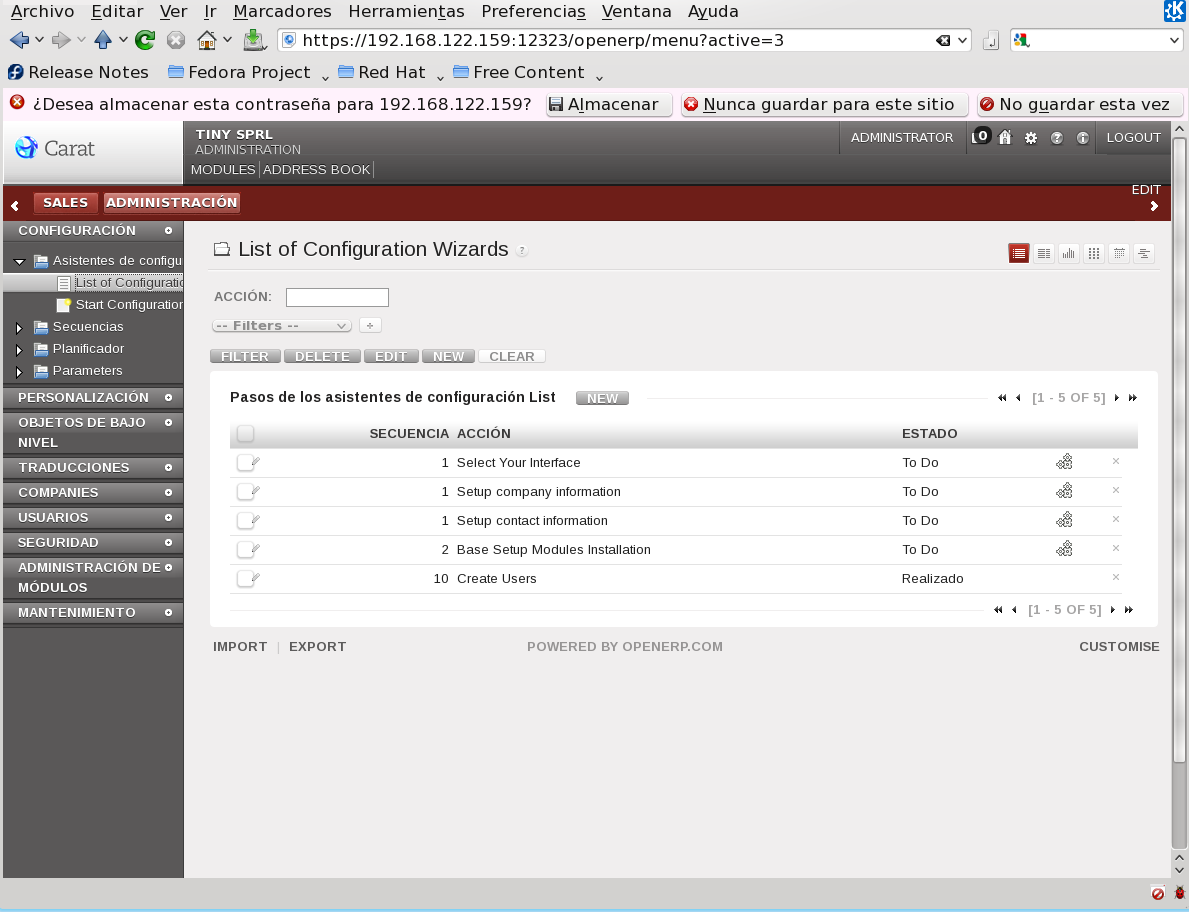 Archivo Editar Ver Ir Marcadores Herramientas Preferencias Ventana Ayuda
https://192.168.122.159:12323/openerp/menu?active=3
Release Notes Fedora Project Red Hat Free Content
¿Desea almacenar esta contraseña para 192.168.122.159? Almacenar Nunca guardar para este sitio No guardar esta vez
Carat
TINY SPRL
ADMINISTRATION
MODULES ADDRESS BOOK
ADMINISTRATOR LOGOUT
SALES ADMINISTRACIÓN
EDIT
CONFIGURACIÓN
Asistentes de configu
List of Configuratio
Start Configuration
Secuencias
Planificador
Parameters
PERSONALIZACIÓN
OBJETOS DE BAJO
NIVEL
TRADUCCIONES
COMPANIES
USUARIOS
SEGURIDAD
ADMINISTRACIÓN DE
MÓDULOS
MANTENIMIENTO
List of Configuration Wizards ?
ACCIÓN:
-- Filters --
FILTER DELETE EDIT NEW CLEAR
Pasos de los asistentes de configuración List NEW [1 - 5 OF 5]
SECUENCIA ACCIÓN ESTADO
1 Select Your Interface To Do
1 Setup company information To Do
1 Setup contact information To Do
2 Base Setup Modules Installation To Do
10 Create Users Realizado
[1 - 5 OF 5]
IMPORT | EXPORT POWERED BY OPENERP.COM CUSTOMISE